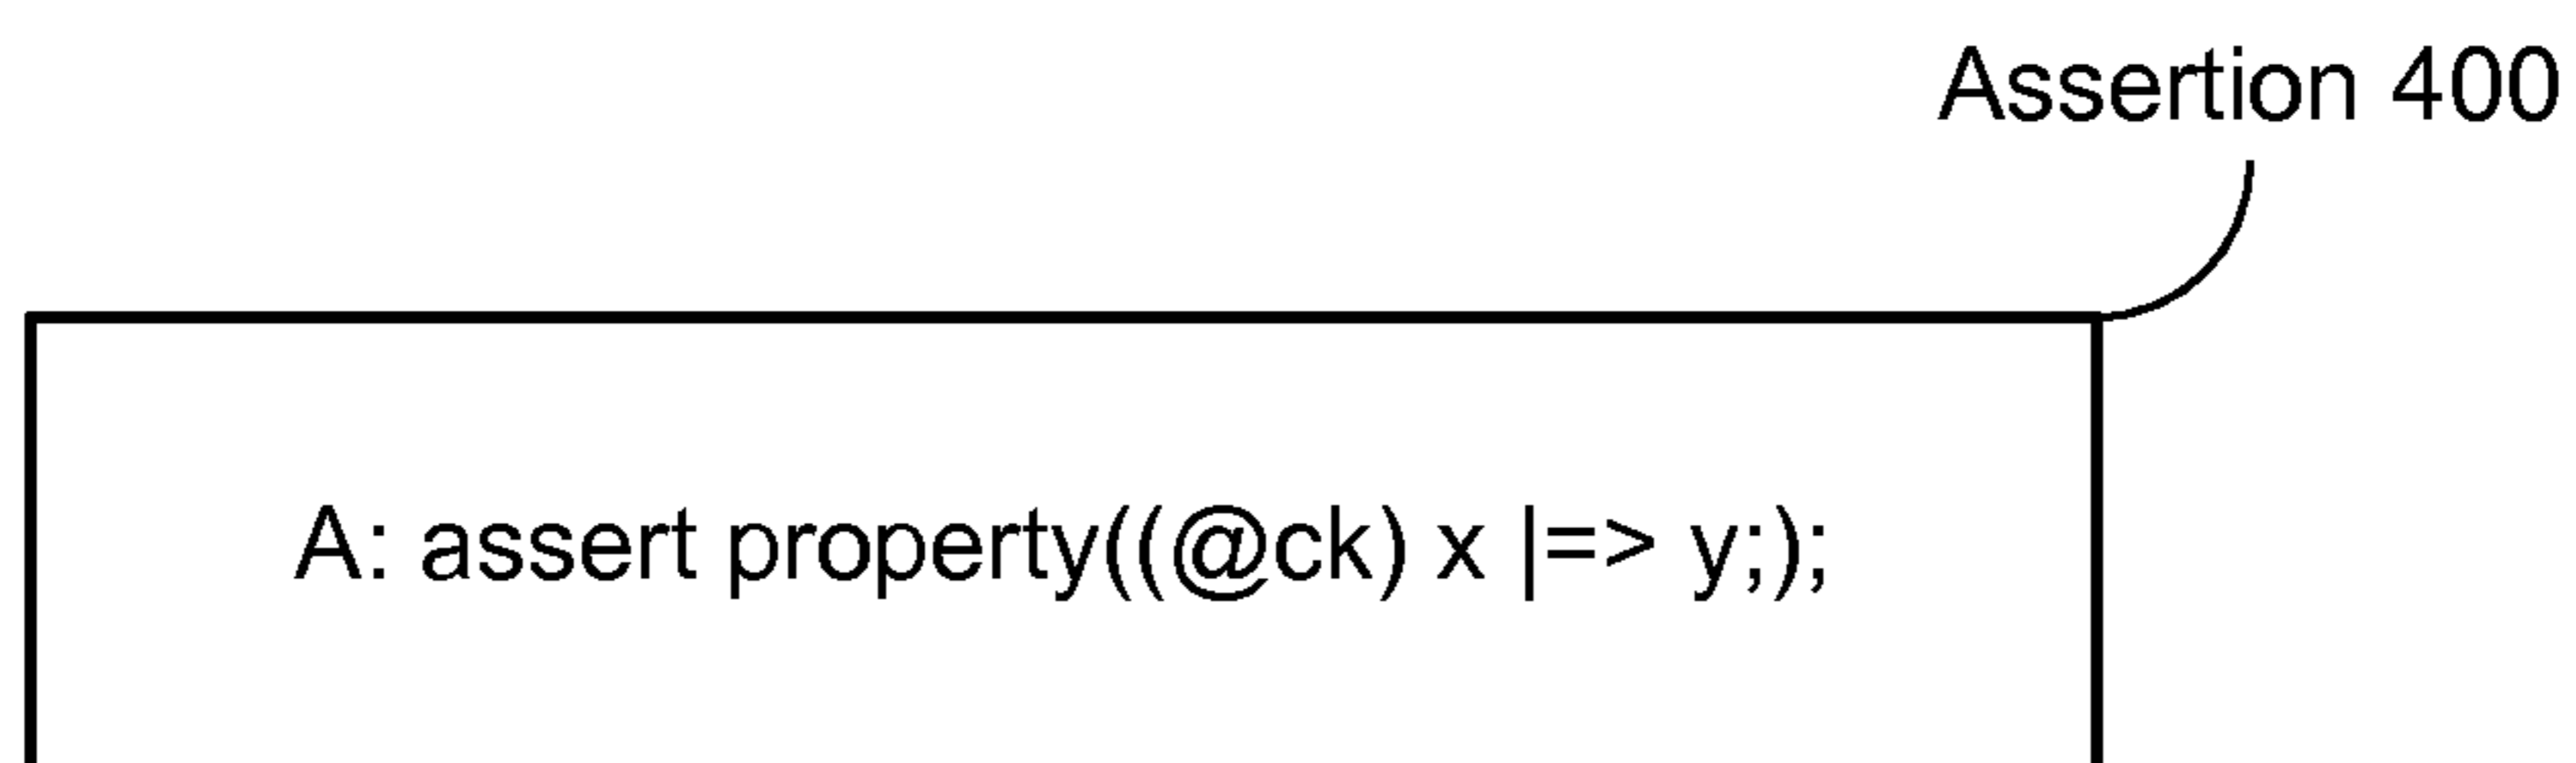 Assertion 400
A: assert property((@ck) x |=> y;);